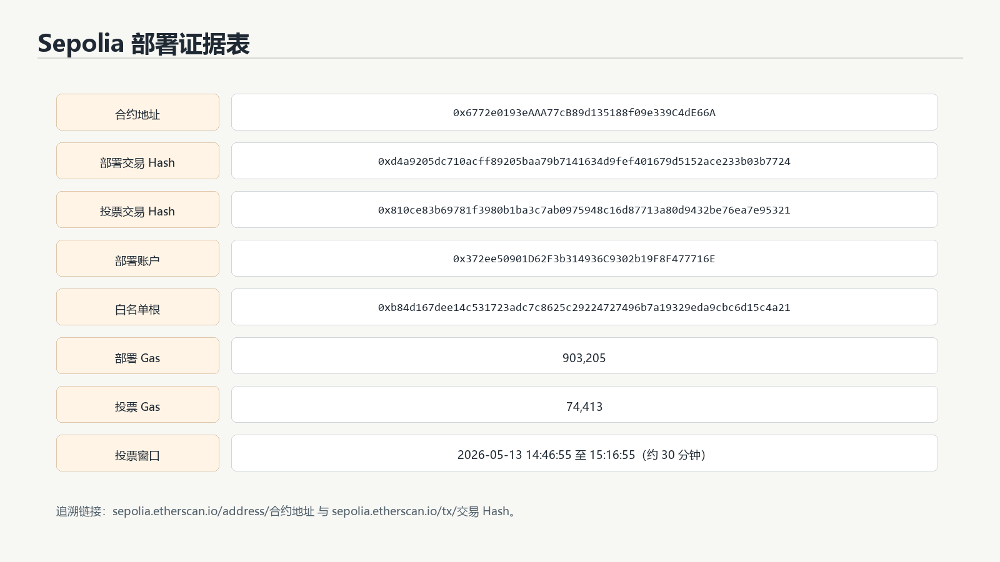 Sepolia 部署证据表
合约地址
0x6772e0193eAAA77cB89d135188f09e339C4dE66A
部署交易 Hash
0xd4a9205dc710acff89205baa79b7141634d9fef401679d5152ace233b03b7724
投票交易 Hash
0x810ce83b69781f3980b1ba3c7ab0975948c16d87713a80d9432be76ea7e95321
部署账户
0x372ee50901D62F3b314936C9302b19F8F477716E
白名单根
0xb84d167dee14c531723adc7c8625c29224727496b7a19329eda9cbc6d15c4a21
部署 Gas
903,205
投票 Gas
74,413
投票窗口
2026-05-13 14:46:55 至 15:16:55（约 30 分钟）
追溯链接：sepolia.etherscan.io/address/合约地址 与 sepolia.etherscan.io/tx/交易 Hash。